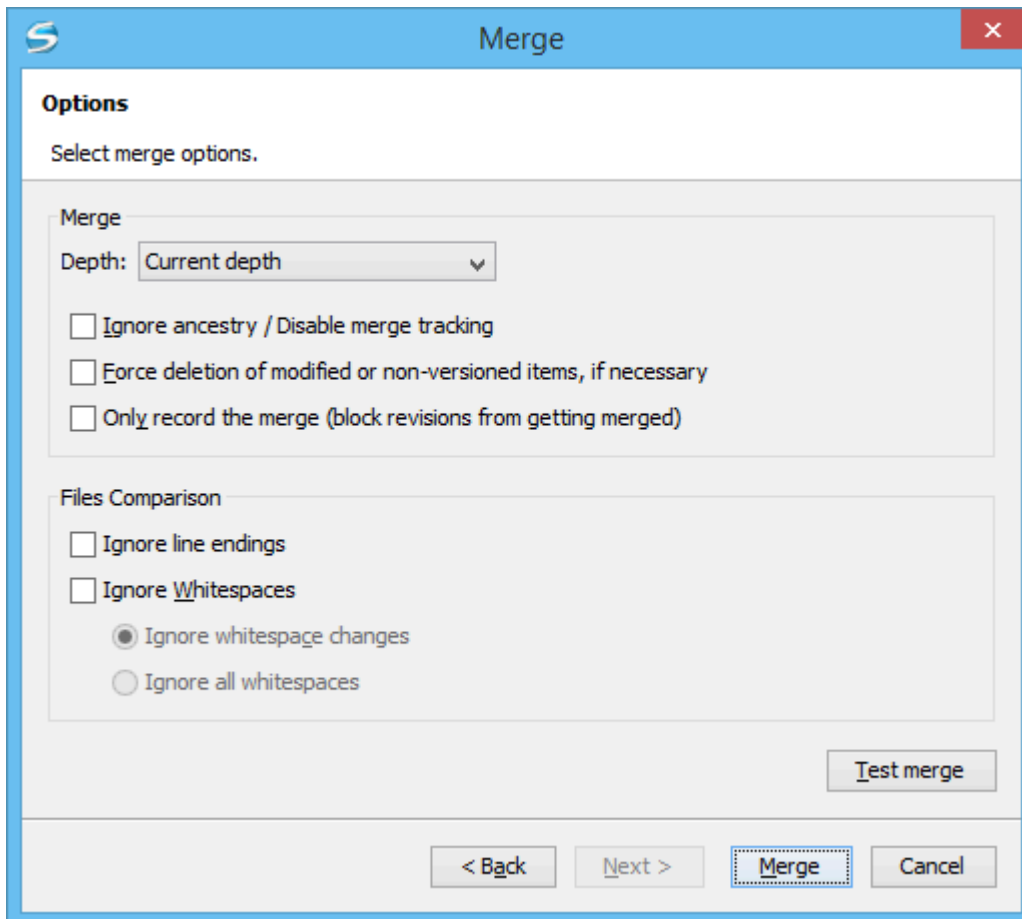 Merge
Options
Select merge options.
Merge
Depth: Current depth
Ignore ancestry / Disable merge tracking
Force deletion of modified or non-versioned items, if necessary
Only record the merge (block revisions from getting merged)
Files Comparison
Ignore line endings
Ignore Whitespaces
Ignore whitespace changes
Ignore all whitespaces
Test merge
< Back Next > Merge Cancel